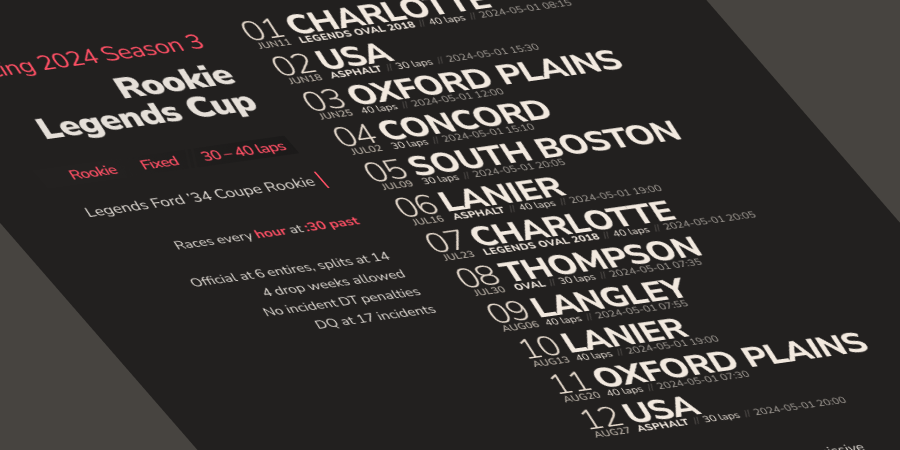 ing 2024 Season 3
Rookie
Legends Cup
Rookie Fixed 30 – 40 laps
Legends Ford '34 Coupe Rookie
Races every hour at :30 past
Official at 6 entires, splits at 14
4 drop weeks allowed
No incident DT penalties
DQ at 17 incidents
01 CHARLOTTE
JUN11 LEGENDS OVAL 2018 // 40 laps // 2024-05-01 08:15
02 USA
JUN18 ASPHALT // 30 laps // 2024-05-01 15:30
03 OXFORD PLAINS
JUN25 40 laps // 2024-05-01 12:00
04 CONCORD
JUL02 30 laps // 2024-05-01 15:10
05 SOUTH BOSTON
JUL09 30 laps // 2024-05-01 20:05
06 LANIER
JUL16 ASPHALT // 40 laps // 2024-05-01 19:00
07 CHARLOTTE
JUL23 LEGENDS OVAL 2018 // 40 laps // 2024-05-01 20:05
08 THOMPSON
JUL30 OVAL // 30 laps // 2024-05-01 07:35
09 LANGLEY
AUG06 40 laps // 2024-05-01 07:55
10 LANIER
AUG13 40 laps // 2024-05-01 19:00
11 OXFORD PLAINS
AUG20 40 laps // 2024-05-01 07:30
12 USA
AUG27 ASPHALT // 30 laps // 2024-05-01 20:00